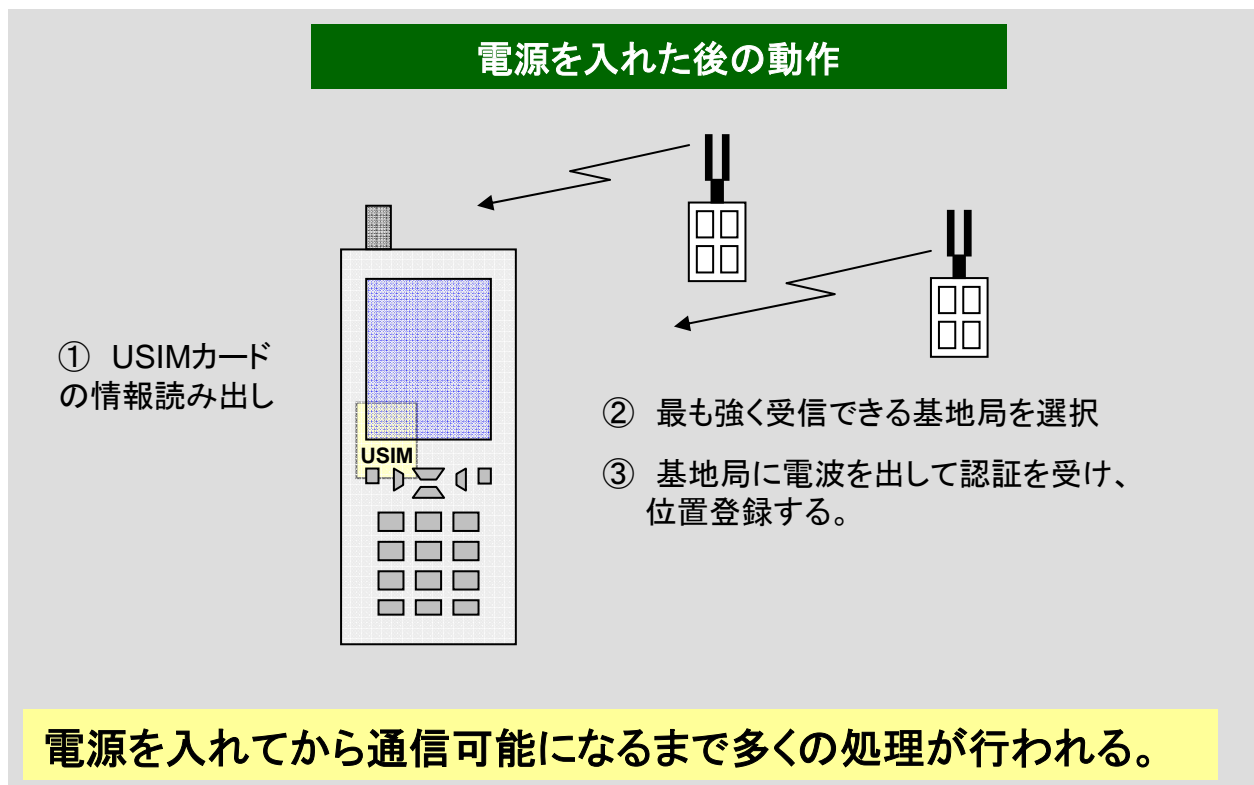 電源を入れた後の動作
① USIMカード
の情報読み出し
USIM
② 最も強く受信できる基地局を選択
③ 基地局に電波を出して認証を受け、
位置登録する。
電源を入れてから通信可能になるまで多くの処理が行われる。